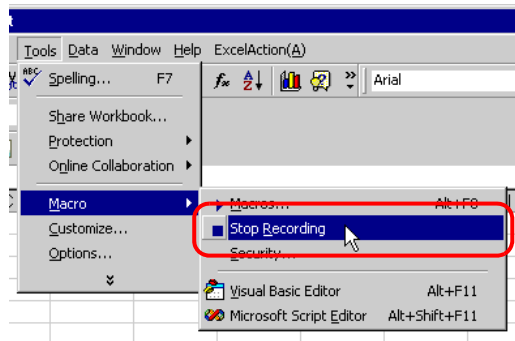 t
Tools Data Window Help ExcelAction(A)
ABC Spelling... F7
Arial
Share Workbook...
Protection
Online Collaboration
Macro
Macros... Alt+F8
Customize...
Stop Recording
Options...
Security...
Visual Basic Editor Alt+F11
Microsoft Script Editor Alt+Shift+F11